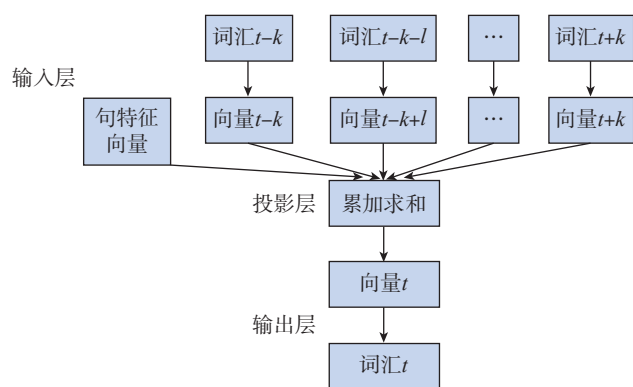 词汇t–k
词汇t–k–l
…
词汇t+k
输入层
句特征
向量
向量t–k
向量t–k+l
…
向量t+k
投影层
累加求和
向量t
输出层
词汇t